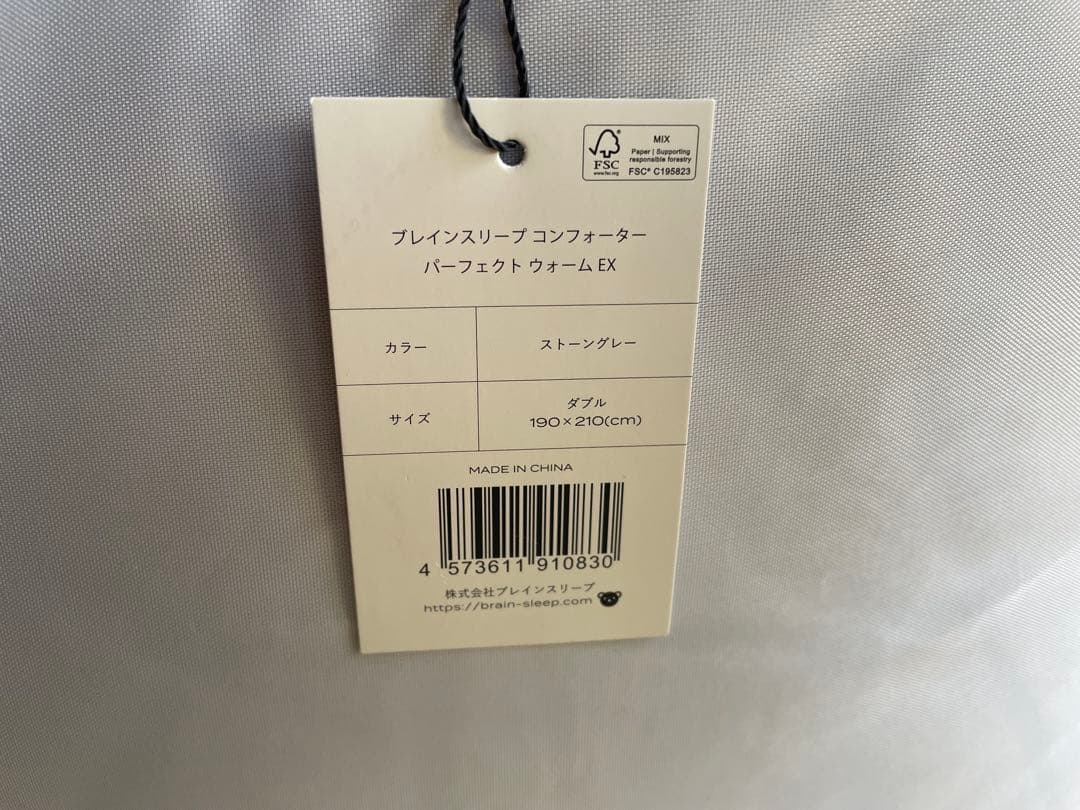 MIX
Paper | Supporting
responsible forestry
FSC® C195823
FSC
www.fsc.org
ブレインスリープ コンフォーター
パーフェクト ウォーム EX
カラー
ストーングレー
サイズ
ダブル
190×210(cm)
MADE IN CHINA
4 573611 910830
株式会社ブレインスリープ
https://brain-sleep.com